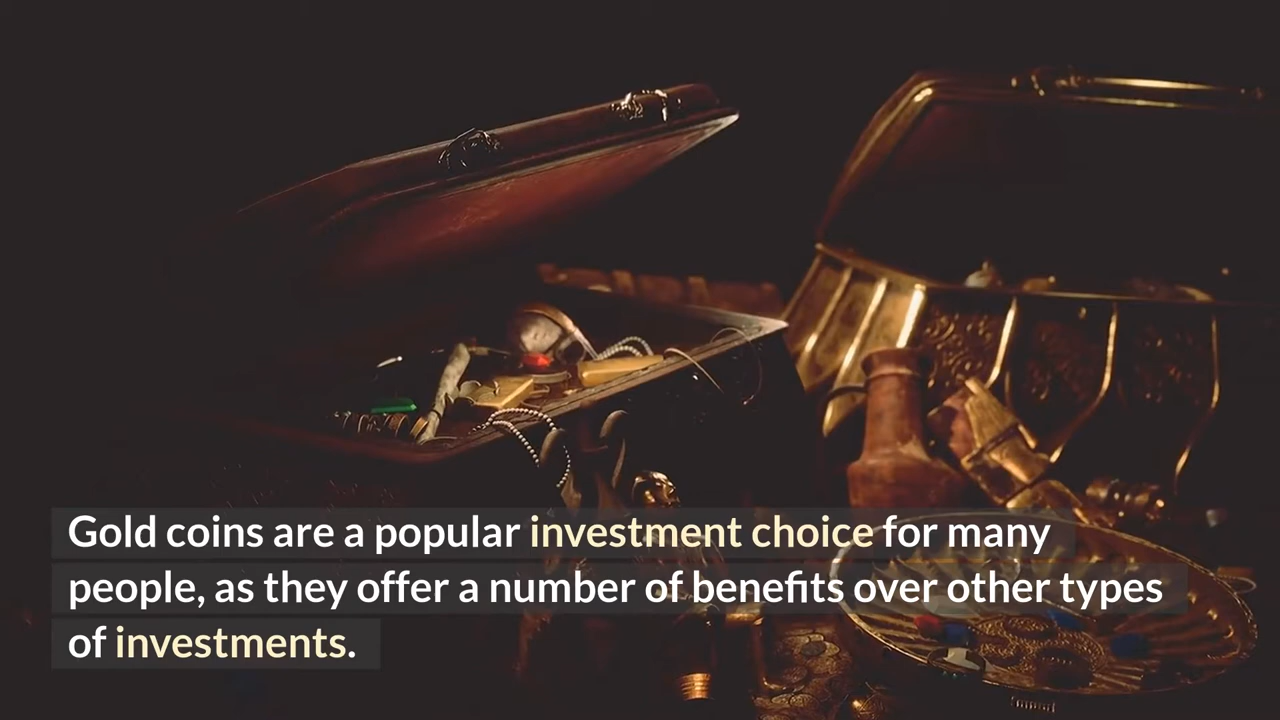 Gold coins are a popular investment choice for many
people, as they offer a number of benefits over other types
of investments.